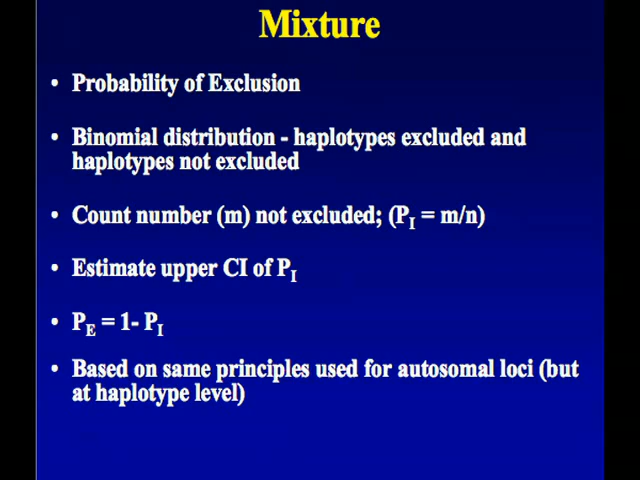 Mixture
• Probability of Exclusion
• Binomial distribution - haplotypes excluded and
haplotypes not excluded
• Count number (m) not excluded; (PI = m/n)
• Estimate upper CI of PI
• PE = 1- PI
• Based on same principles used for autosomal loci (but
at haplotype level)